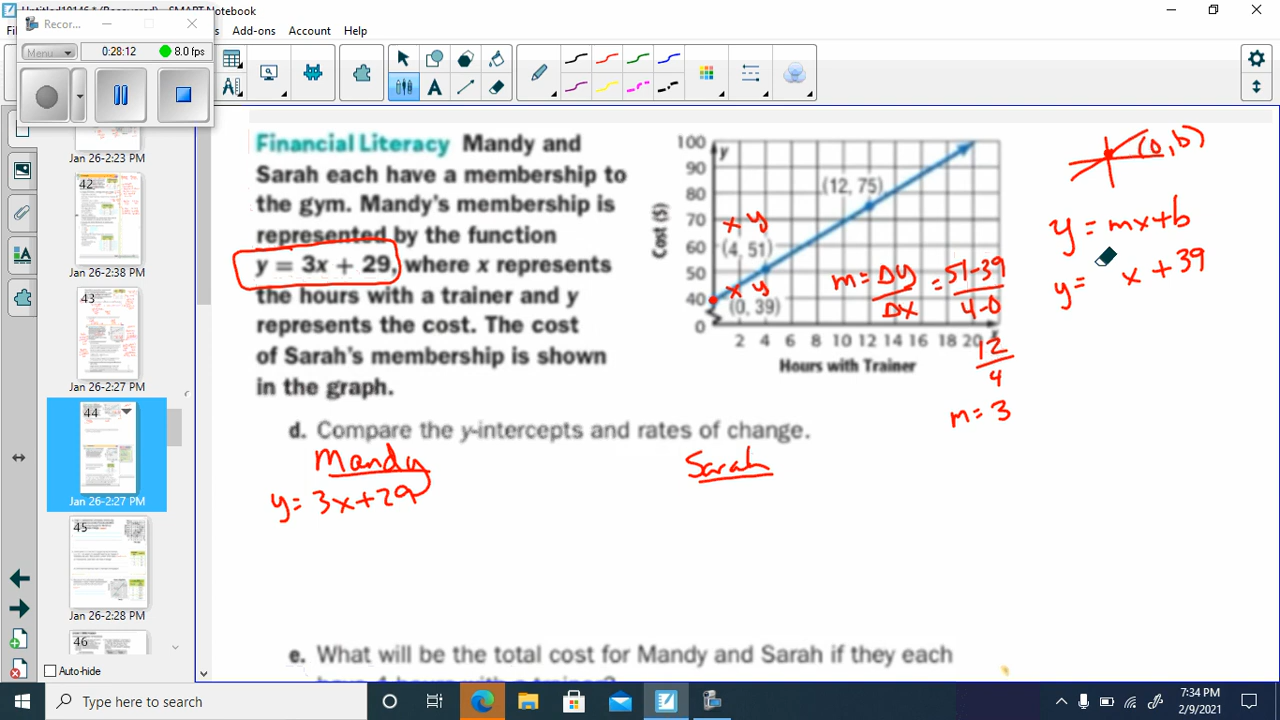 Untitled10146 * (Recorded) - SMART Notebook
Recor...
Add-ons Account Help
Menu
0:28:12
8.0 fps
Jan 26-2:23 PM
42
Jan 26-2:38 PM
43
Jan 26-2:27 PM
44
Jan 26-2:27 PM
45
Jan 26-2:28 PM
46
Auto-hide
Financial Literacy Mandy and
Sarah each have a membership to
the gym. Mandy's membership is
represented by the function
y = 3x + 29, where x represents
the hours with a trainer and y
represents the cost. The cost
of Sarah's membership is shown
in the graph.
Cost ($)
100
90
80
70
60
50
40
0
y
(12, 75)
x y
(4, 51)
x y
(0, 39)
2 4 6 8 10 12 14 16 18 20 x
Hours with Trainer
m = Δy = 51-39
Δx 4-0
12
4
m = 3
(0, b)
y = mx+b
y = x + 39
d. Compare the y-intercepts and rates of change.
Mandy
y = 3x+29
Sarah
e. What will be the total cost for Mandy and Sarah if they each
have 4 hours with a trainer?
Type here to search
7:34 PM
2/9/2021